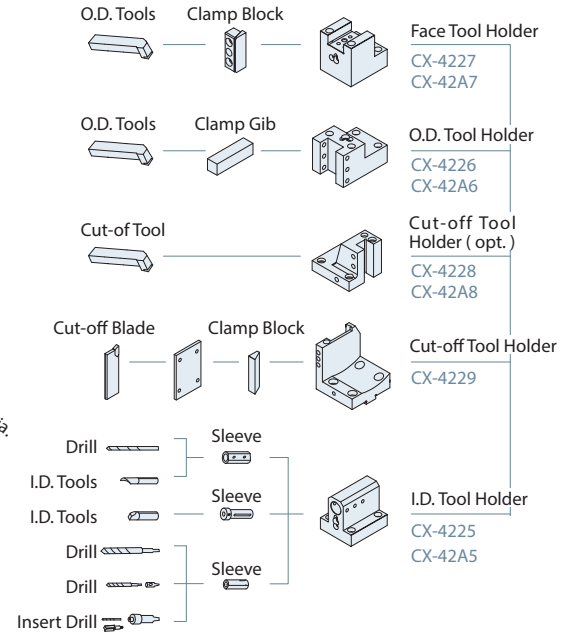 O.D. Tools Clamp Block
Face Tool Holder
CX-4227
CX-42A7
O.D. Tools Clamp Gib
O.D. Tool Holder
CX-4226
CX-42A6
Cut-of Tool
Cut-off Tool
Holder ( opt. )
CX-4228
CX-42A8
Cut-off Blade Clamp Block
Cut-off Tool Holder
CX-4229
Drill
Sleeve
I.D. Tools
I.D. Tools
Sleeve
I.D. Tool Holder
CX-4225
CX-42A5
Drill
Drill
Sleeve
Insert Drill